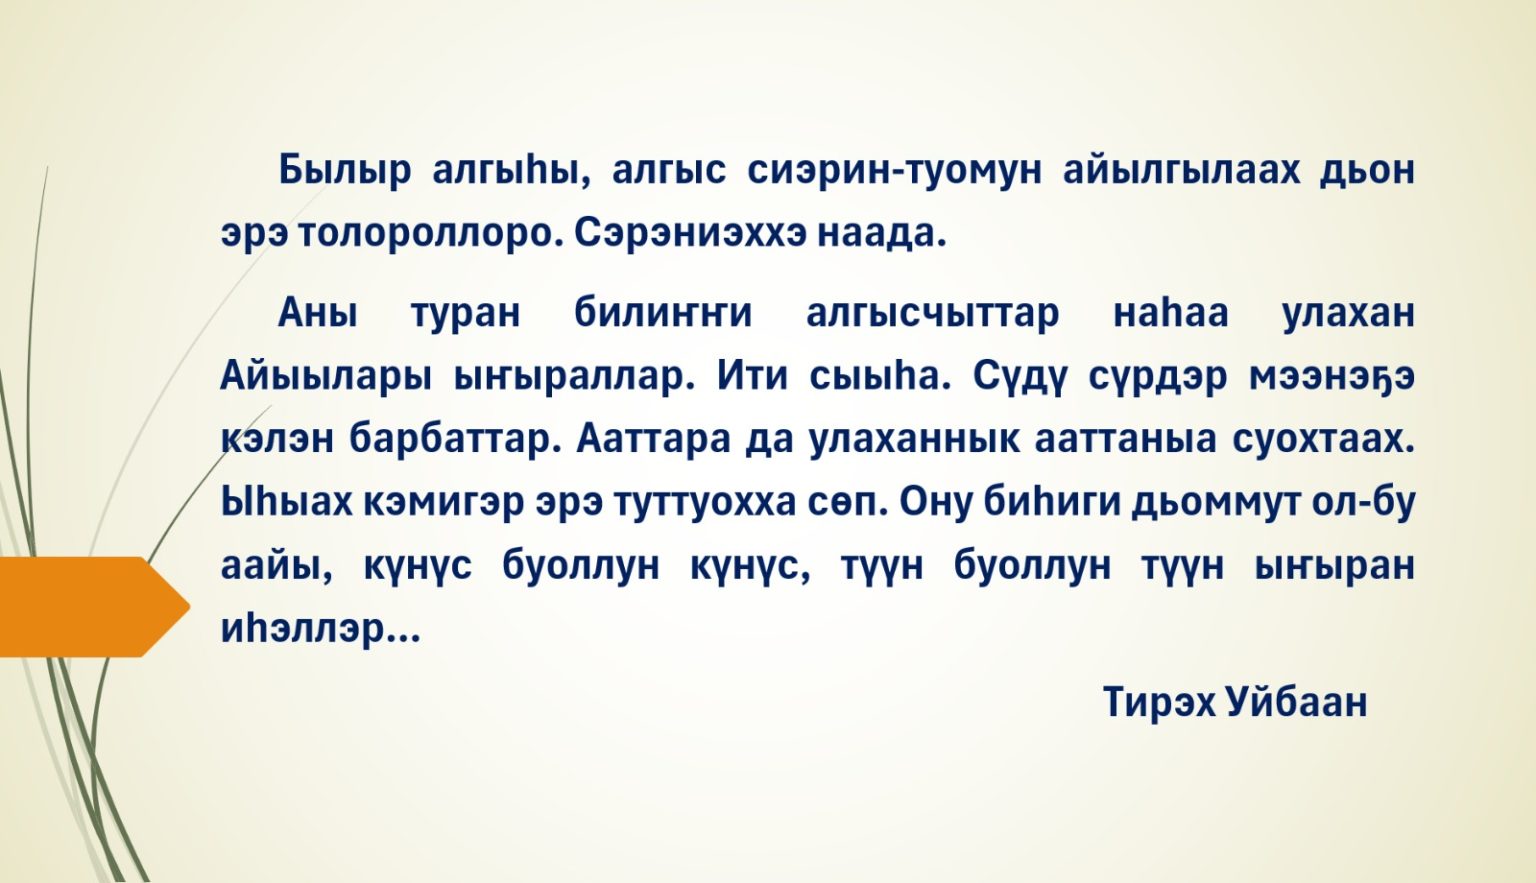 Былыр алгыһы, алгыс сиэрин-туомун айылгылаах дьон
эрэ толороллоро. Сэрэниэххэ наада.
Аны туран билиҥҥи алгысчыттар наһаа улахан
Айыылары ыҥыраллар. Ити сыыһа. Сүдү сүрдэр мээнэҕэ
кэлэн барбаттар. Ааттара да улаханнык ааттаныа суохтаах.
Ыһыах кэмигэр эрэ туттуохха сөп. Ону биһиги дьоммут ол-бу
аайы, күнүс буоллун күнүс, түүн буоллун түүн ыҥыран
иһэллэр...
Тирэх Уйбаан